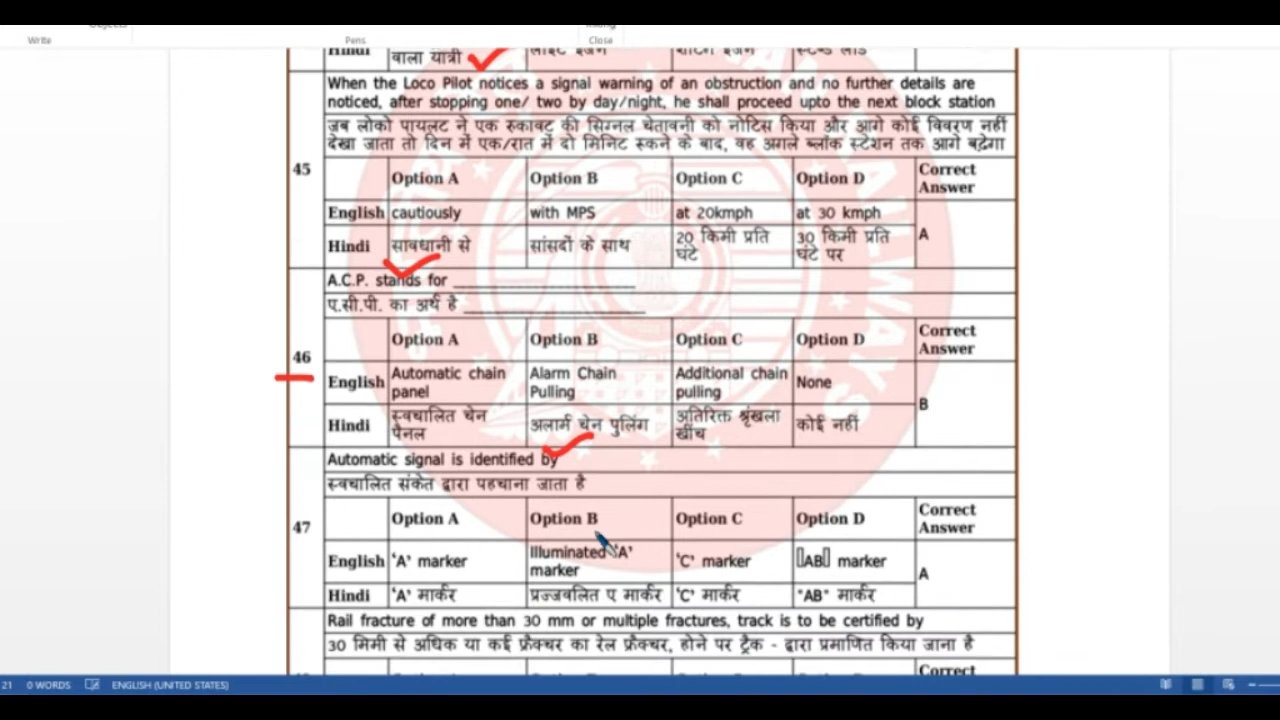 Write
Pens
Close
Hindi वाला यात्री लाइट इंजन शंटिंग इंजन
When the Loco Pilot notices a signal warning of an obstruction and no further details are
noticed, after stopping one/ two by day/night, he shall proceed upto the next block station
जब लोको पायलट ने एक रुकावट की सिग्नल चेतावनी को नोटिस किया और आगे कोई विवरण नहीं
देखा जाता तो दिन में एक/रात में दो मिनिट रुकने के बाद, वह अगले ब्लॉक स्टेशन तक आगे बढ़ेगा
45
Option A Option B Option C Option D Correct Answer
English cautiously with MPS at 20kmph at 30 kmph A
Hindi सावधानी से सांसदों के साथ 20 किमी प्रति घंटे 30 किमी प्रति घंटे पर
A.C.P. stands for ____________________
ए.सी.पी. का अर्थ है ____________________
46
Option A Option B Option C Option D Correct Answer
English Automatic chain panel Alarm Chain Pulling Additional chain pulling None B
Hindi स्वचालित चेन पैनल अलार्म चेन पुलिंग अतिरिक्त श्रृंखला खींच कोई नहीं
Automatic signal is identified by
स्वचालित संकेत द्वारा पहचाना जाता है
47
Option A Option B Option C Option D Correct Answer
English ‘A’ marker Illuminated ‘A’ marker ‘C’ marker AB marker A
Hindi ‘A’ मार्कर प्रज्जवलित ए मार्कर ‘C’ मार्कर "AB" मार्कर
Rail fracture of more than 30 mm or multiple fractures, track is to be certified by
30 मिमी से अधिक या कई फ्रैक्चर का रेल फ्रैक्चर, होने पर ट्रैक - द्वारा प्रमाणित किया जाना है
Correct
21 0 WORDS ENGLISH (UNITED STATES)